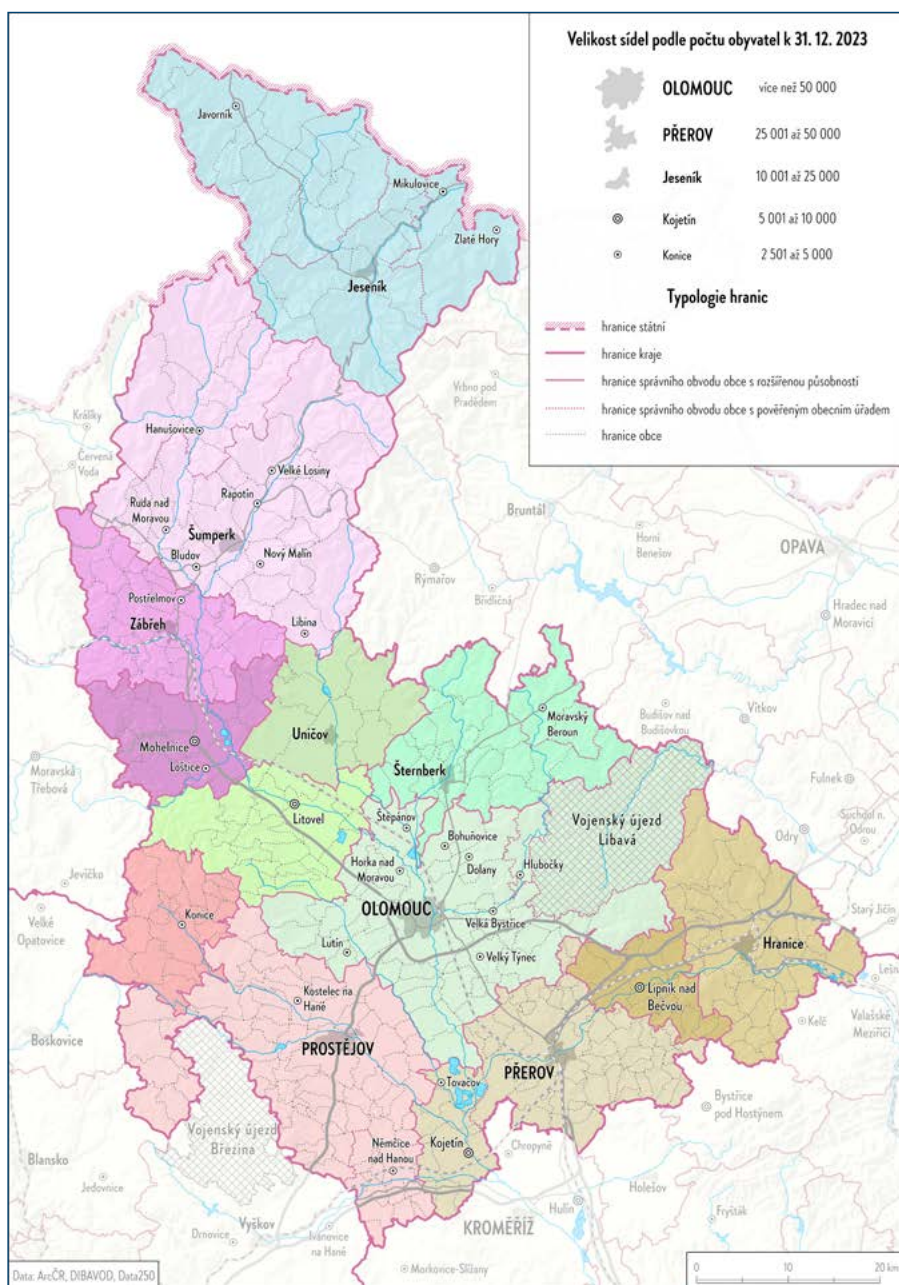 Velikost sídel podle počtu obyvatel k 31. 12. 2023
OLOMOUC více než 50 000
PŘEROV 25 001 až 50 000
Jeseník 10 001 až 25 000
Kojetín 5 001 až 10 000
Konice 2 501 až 5 000
Typologie hranic
hranice státní
hranice kraje
hranice správního obvodu obce s rozšířenou působností
hranice správního obvodu obce s pověřeným obecním úřadem
hranice obce
Javorník
Mikulovice
Zlaté Hory
Jeseník
Vrbno pod
Pradědem
Králíky
Hanušovice
Červená
Voda
Velké Losiny
Rapotín
Ruda nad
Moravou
Šumperk
Bludov
Nový Malín
Bruntál
Horní
Benešov
OPAVA
Rýmařov
Břidličná
Postřelmov
Zábřeh
Libina
Hradec nad
Moravicí
Uničov
Moravský
Beroun
Budišov nad
Budišovkou
Vítkov
Mohelnice
Loštice
Moravská
Třebová
Šternberk
Fulnek
Litovel
Štěpánov
Bohuňovice
Vojenský újezd
Libavá
Suchdol n.
Odrou
Odry
Horka nad
Moravou
Dolany
Hlubočky
Jevíčko
Velké
Opatovice
Konice
OLOMOUC
Velká Bystřice
Starý Jičín
Lutín
Velký Týnec
Hranice
Lešn
Kostelec na
Hané
Lipník nad
Bečvou
Valašské
Meziříčí
Kelč
Boskovice
PROSTĚJOV
PŘEROV
Tovačov
Bystřice
pod Hostýnem
Vojenský újezd
Březina
Němčice
nad Hanou
Kojetín
Chropyně
Blansko
Jedovnice
Holešov
Drnovice
Vyškov
Ivanovice
na Hané
KROMĚŘÍŽ
Hulín
Fryšták
Morkovice-Slížany
Data: ArcČR, DIBAVOD, Data250
0 10 20 km